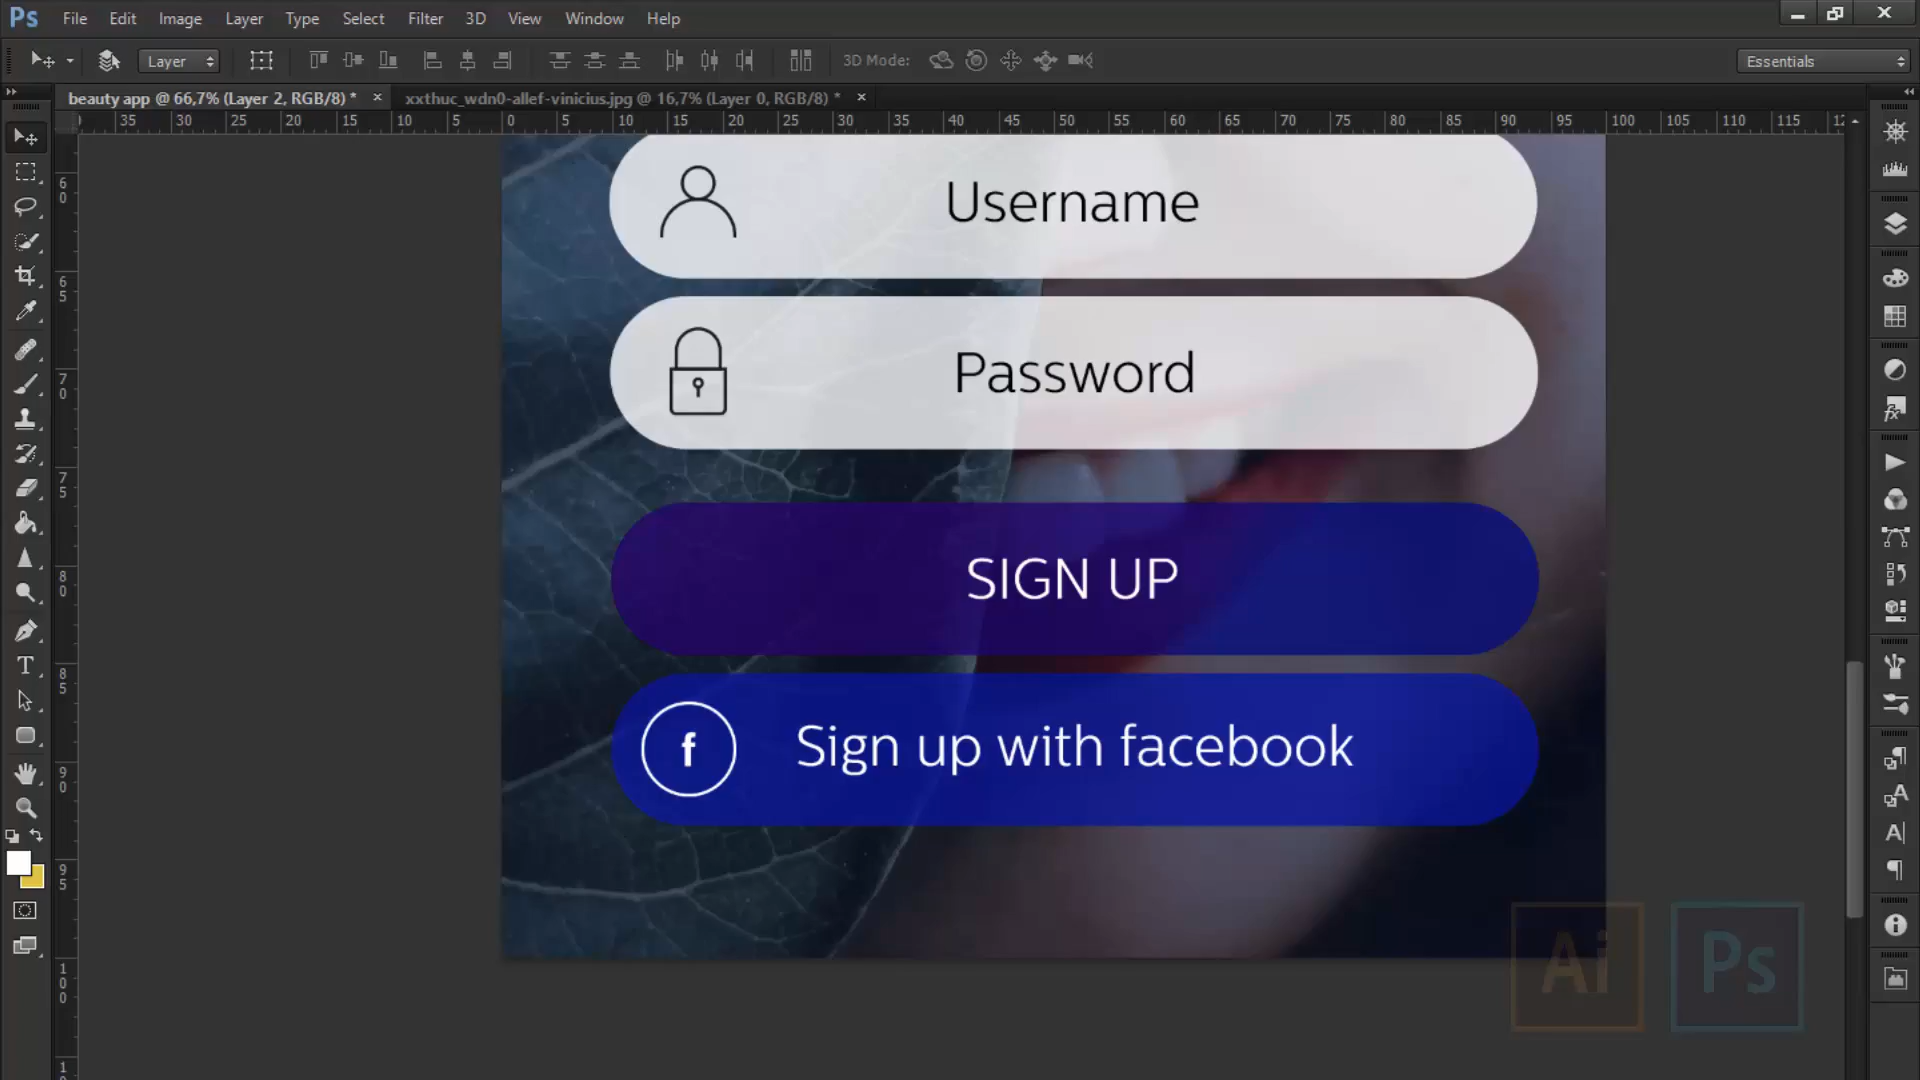 Ps File Edit Image Layer Type Select Filter 3D View Window Help
Layer 3D Mode: Essentials
beauty app @ 66,7% (Layer 2, RGB/8) * × xxthuc_wdn0-allef-vinicius.jpg @ 16,7% (Layer 0, RGB/8) * ×
35 30 25 20 15 10 5 0 5 10 15 20 25 30 35 40 45 50 55 60 65 70 75 80 85 90 95 100 105 110 115
60
65
70
75
80
85
90
95
100
Username
Password
SIGN UP
f Sign up with facebook
Ai Ps